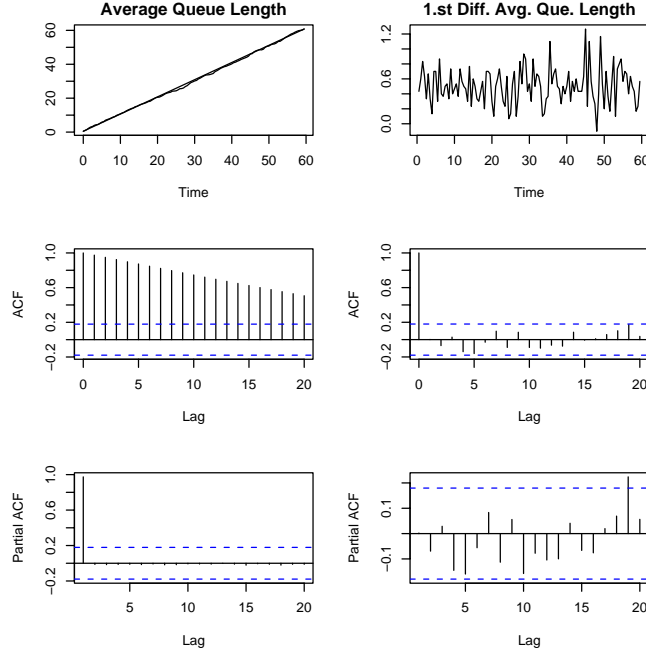 Average Queue Length
0 20 40 60
0 10 20 30 40 50 60
Time
1.st Diff. Avg. Que. Length
0.0 0.6 1.2
0 10 20 30 40 50 60
Time
ACF
-0.2 0.2 0.6 1.0
0 5 10 15 20
Lag
ACF
-0.2 0.2 0.6 1.0
0 5 10 15 20
Lag
Partial ACF
-0.2 0.2 0.6 1.0
5 10 15 20
Lag
Partial ACF
-0.1 0.1
5 10 15 20
Lag